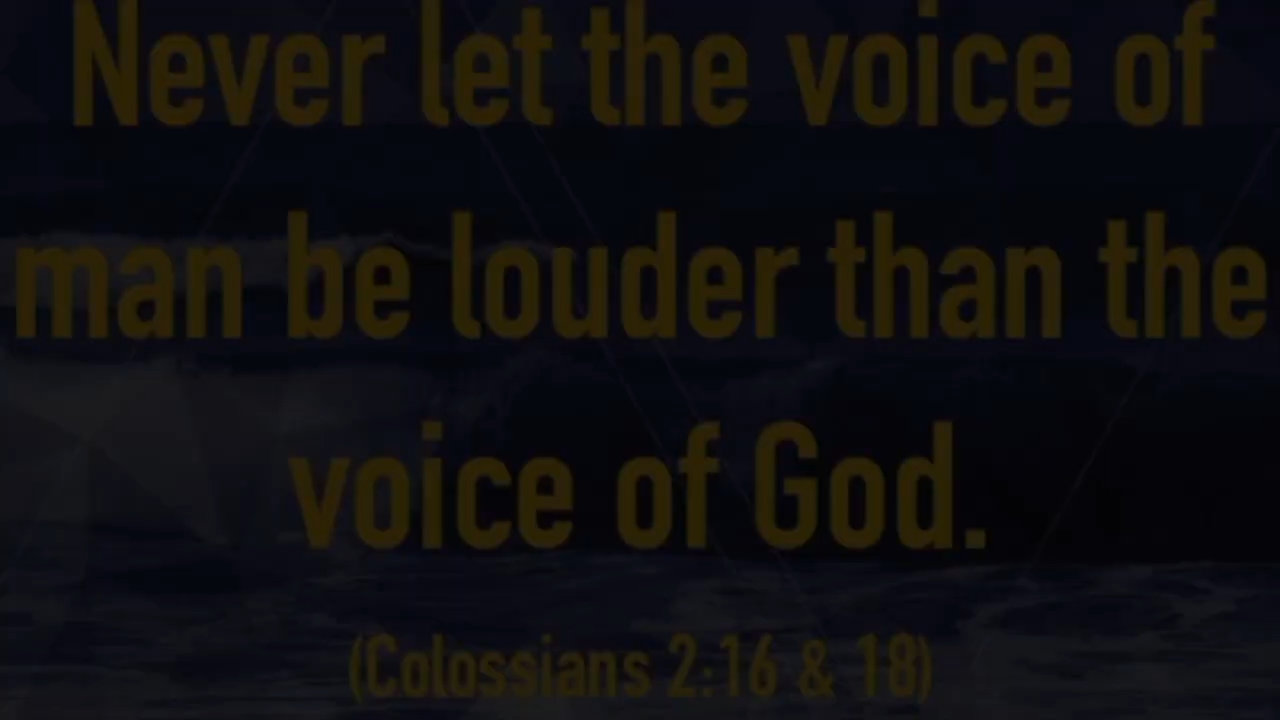 Never let the voice of
man be louder than the
voice of God.
(Colossians 2:16 & 18)